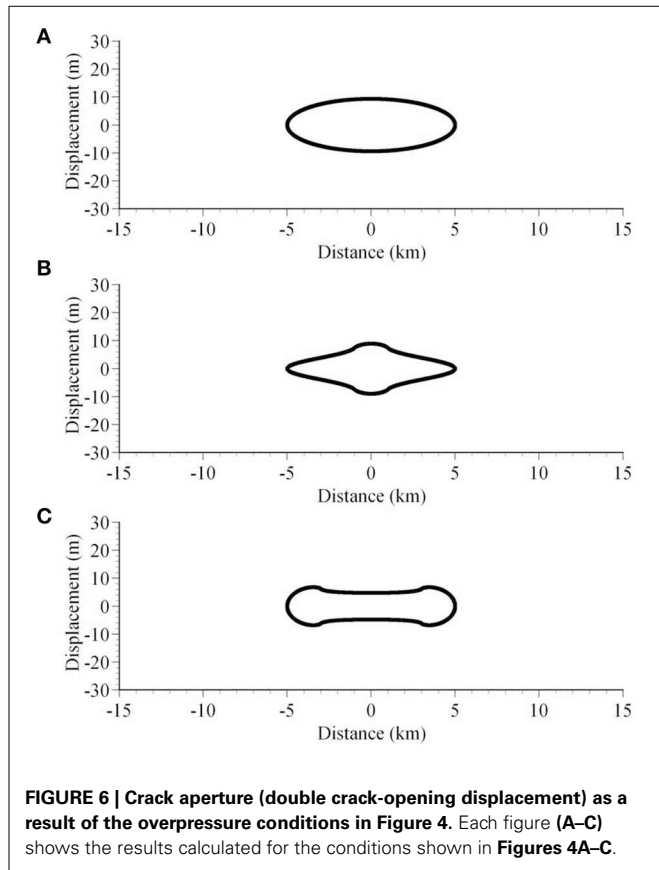 A
30
20
10
0
-10
-20
-30
Displacement (m)
-15 -10 -5 0 5 10 15
Distance (km)
B
30
20
10
0
-10
-20
-30
Displacement (m)
-15 -10 -5 0 5 10 15
Distance (km)
C
30
20
10
0
-10
-20
-30
Displacement (m)
-15 -10 -5 0 5 10 15
Distance (km)
FIGURE 6 | Crack aperture (double crack-opening displacement) as a
result of the overpressure conditions in Figure 4. Each figure (A–C)
shows the results calculated for the conditions shown in Figures 4A–C.